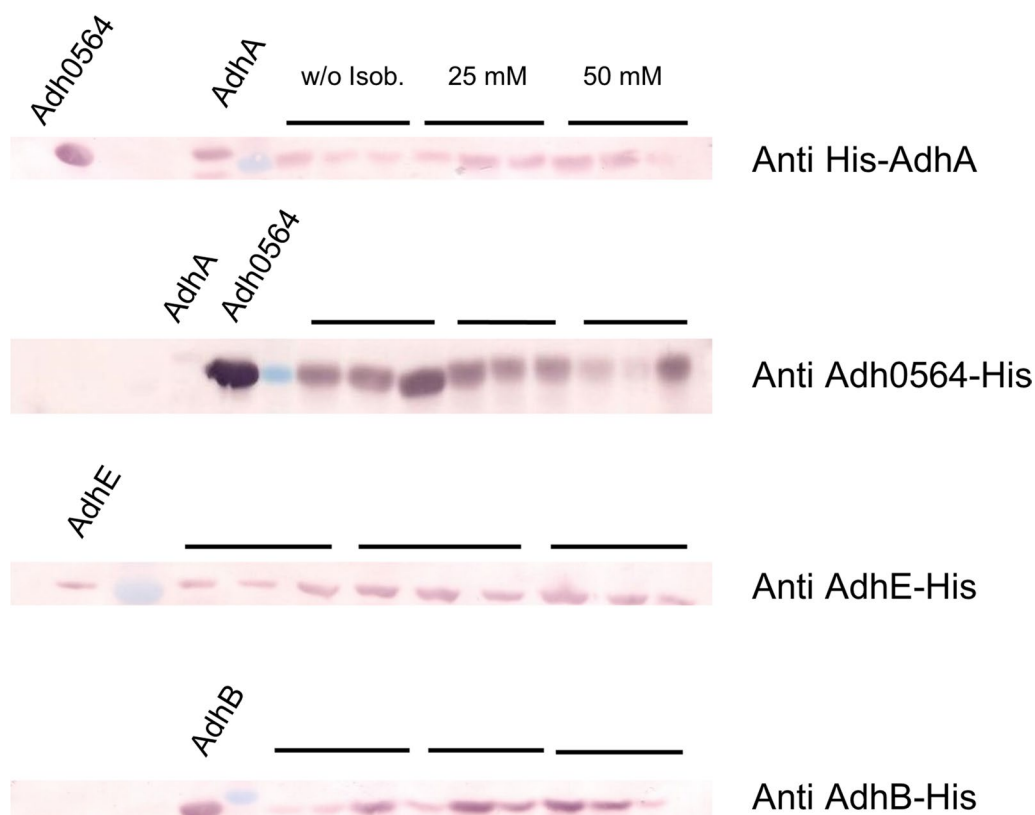 Adh0564
AdhA
w/o Isob.
25 mM
50 mM
Anti His-AdhA
AdhA
Adh0564
Anti Adh0564-His
AdhE
Anti AdhE-His
AdhB
Anti AdhB-His